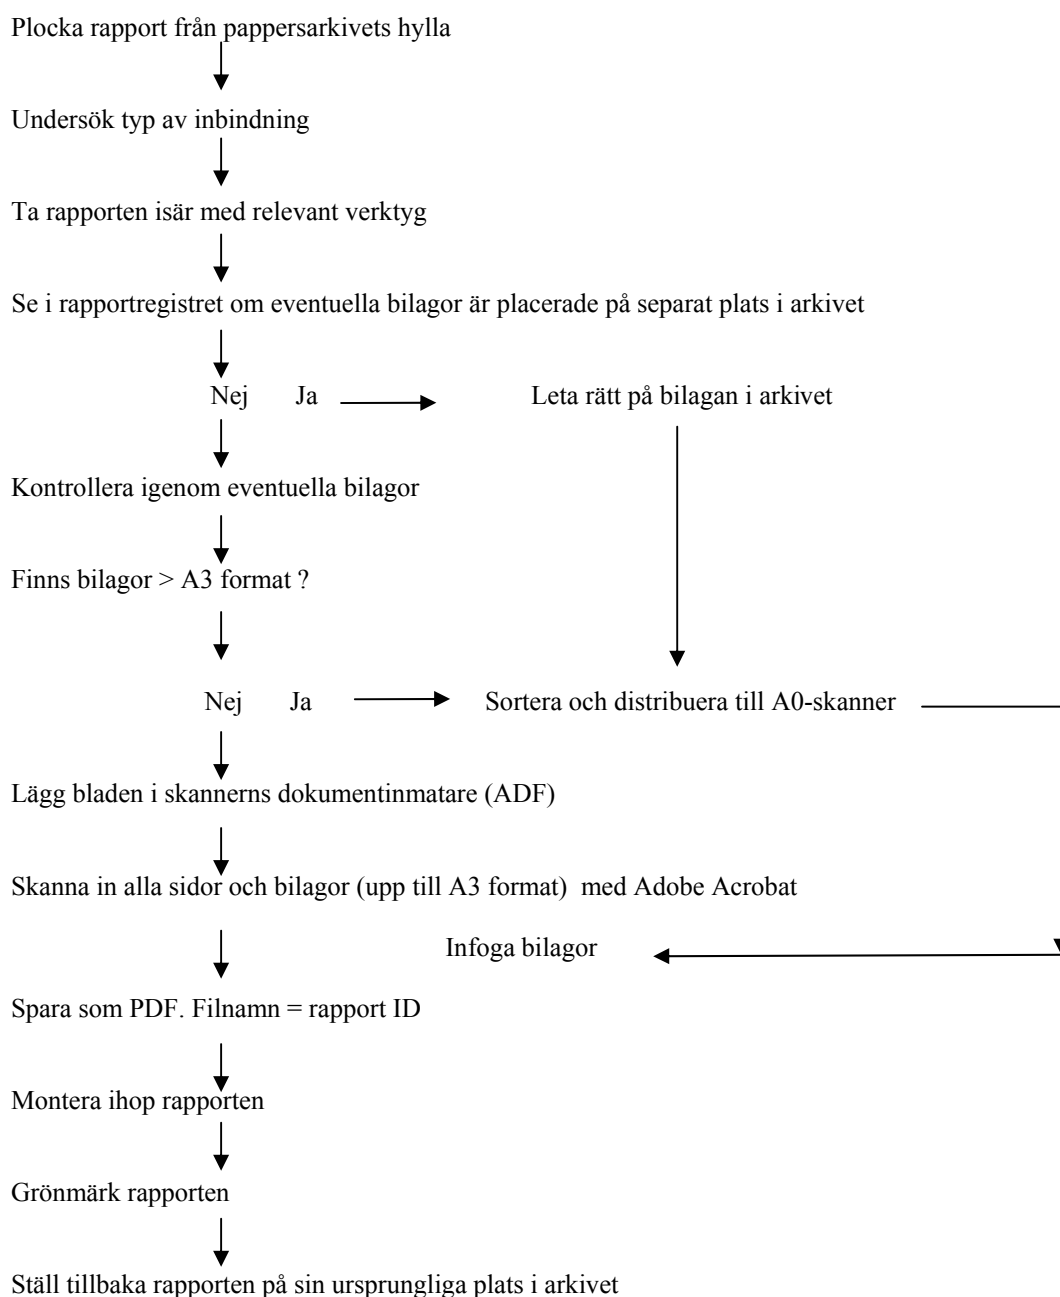 Plocka rapport från pappersarkivets hylla
Undersök typ av inbindning
Ta rapporten isär med relevant verktyg
Se i rapportregistret om eventuella bilagor är placerade på separat plats i arkivet
Nej Ja Leta rätt på bilagan i arkivet
Kontrollera igenom eventuella bilagor
Finns bilagor > A3 format ?
Nej Ja Sortera och distribuera till A0-skanner
Lägg bladen i skannerns dokumentinmatare (ADF)
Skanna in alla sidor och bilagor (upp till A3 format) med Adobe Acrobat
Infoga bilagor
Spara som PDF. Filnamn = rapport ID
Montera ihop rapporten
Grönmärk rapporten
Ställ tillbaka rapporten på sin ursprungliga plats i arkivet